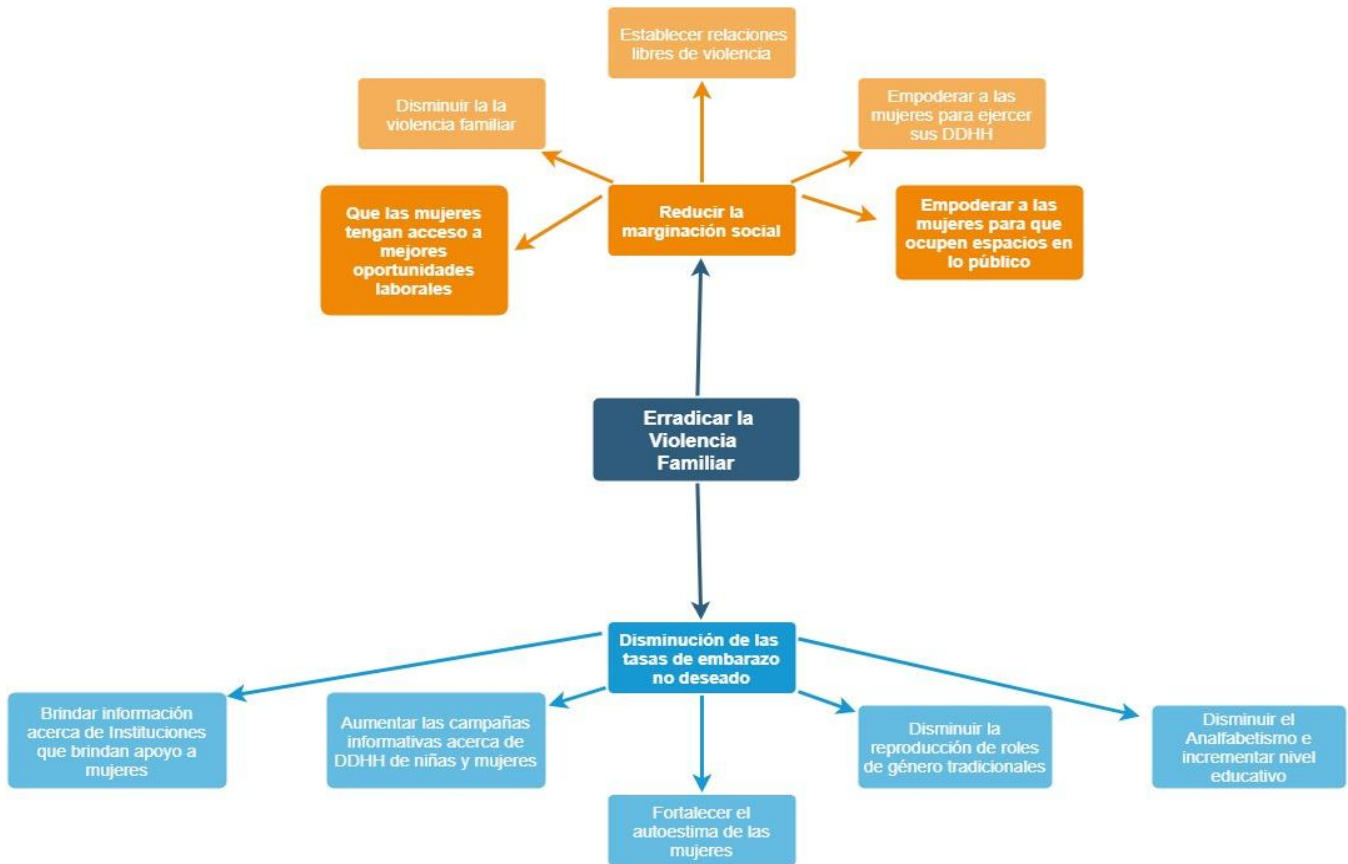 Establecer relaciones
libres de violencia
Disminuir la la
violencia familiar
Empoderar a las
mujeres para ejercer
sus DDHH
Que las mujeres
tengan acceso a
mejores
oportunidades
laborales
Reducir la
marginación social
Empoderar a las
mujeres para que
ocupen espacios en
lo público
Erradicar la
Violencia
Familiar
Disminución de las
tasas de embarazo
no deseado
Brindar información
acerca de Instituciones
que brindan apoyo a
mujeres
Aumentar las campañas
informativas acerca de
DDHH de niñas y mujeres
Fortalecer el
autoestima de las
mujeres
Disminuir la
reproducción de roles
de género tradicionales
Disminuir el
Analfabetismo e
incrementar nivel
educativo